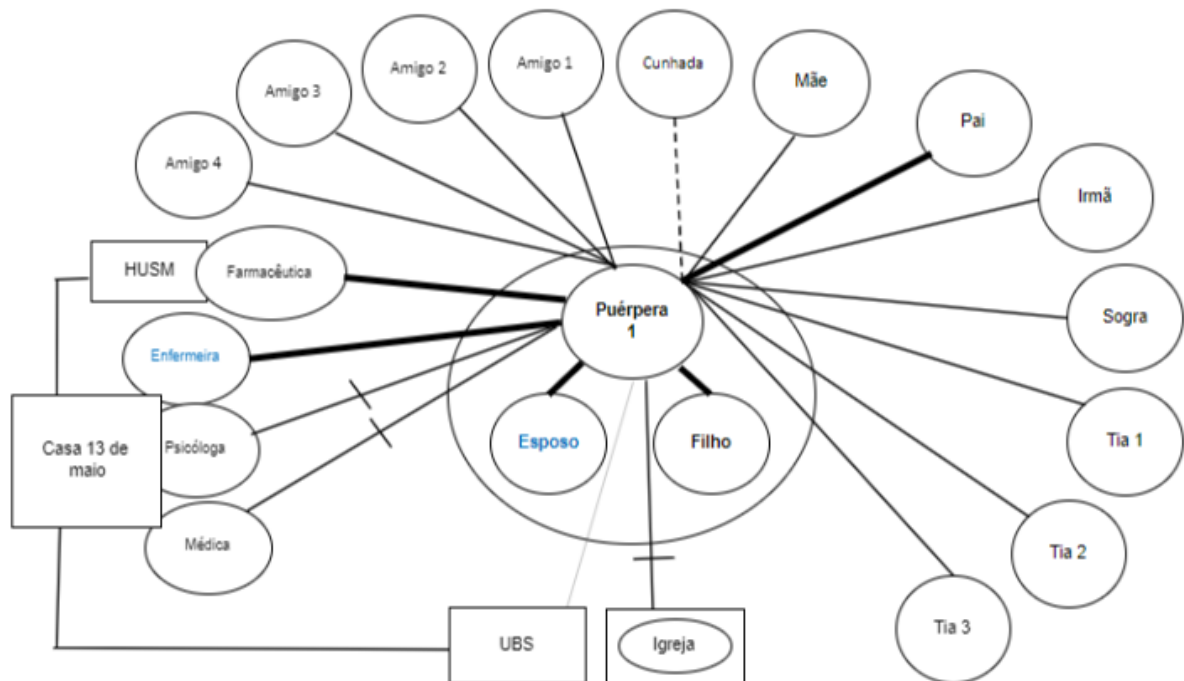 Amigo 1
Cunhada
Amigo 2
Mãe
Amigo 3
Pai
Amigo 4
Irmã
HUSM
Farmacêutica
Puérpera
1
Sogra
Enfermeira
Casa 13 de
maio
Psicóloga
Esposo
Filho
Tia 1
Médica
Tia 2
Tia 3
UBS
Igreja